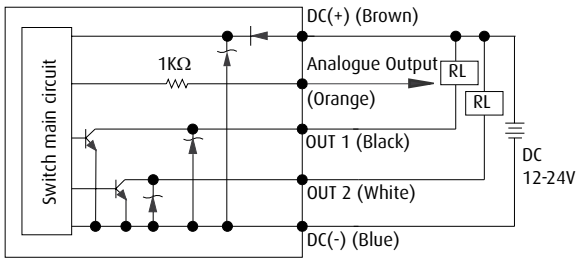 DC(+) (Brown)
1KΩ
Analogue Output
(Orange)
RL
RL
Switch main circuit
OUT 1 (Black)
DC
12-24V
OUT 2 (White)
DC(-) (Blue)